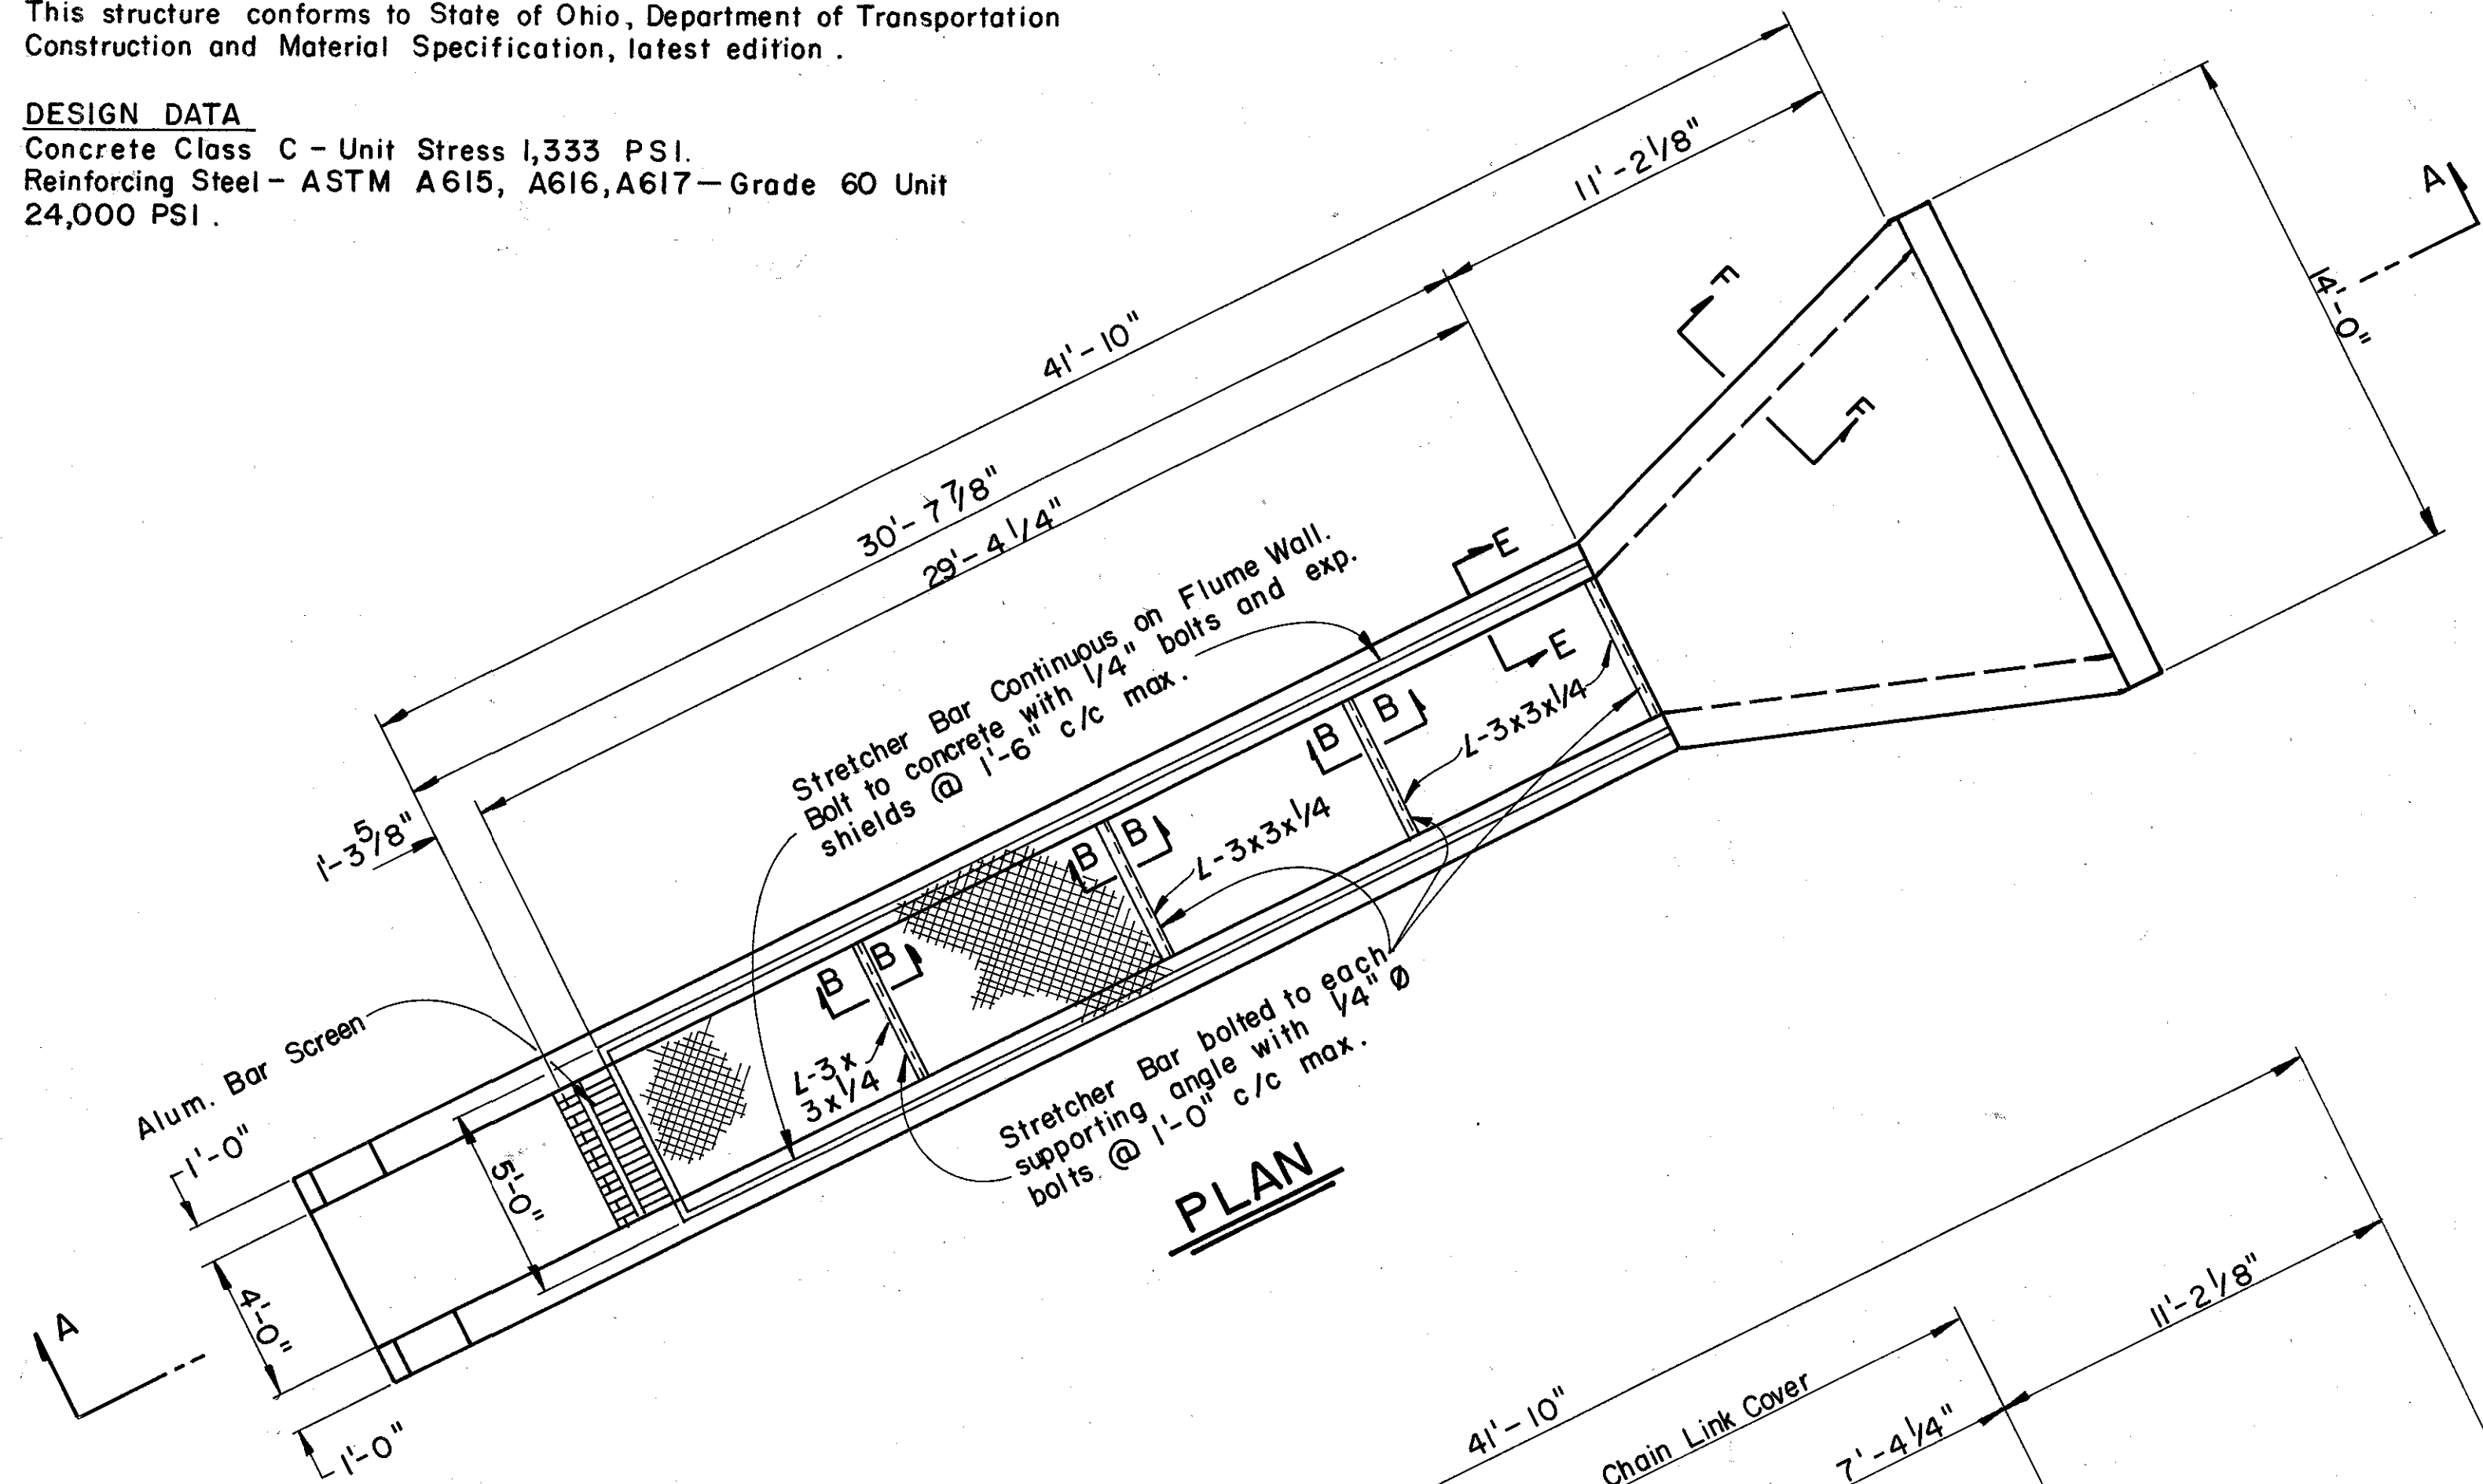 This structure conforms to State of Ohio, Department of Transportation
Construction and Material Specification, latest edition .
DESIGN DATA
Concrete Class C - Unit Stress 1,333 PSI.
Reinforcing Steel - ASTM A615, A616, A617 - Grade 60 Unit
24,000 PSI .
11'-2 1/8"
A
14'-0"
F
F
41'-10"
30'-7 7/8"
29'-4 1/4"
1'-3 5/8"
Stretcher Bar Continuous on Flume Wall.
Bolt to concrete with 1/4" bolts and exp.
shields @ 1'-6" c/c max.
E
E
L-3x3x1/4
B
B
L-3x3x1/4
B
B
B
B
L-3x
3x1/4
Alum. Bar Screen
1'-0"
5'-0"
4'-0"
1'-0"
A
Stretcher Bar bolted to each
supporting angle with 1/4" Ø
bolts @ 1'-0" c/c max.
PLAN
41'-10"
11'-2 1/8"
Chain Link Cover
7'-4 1/4"